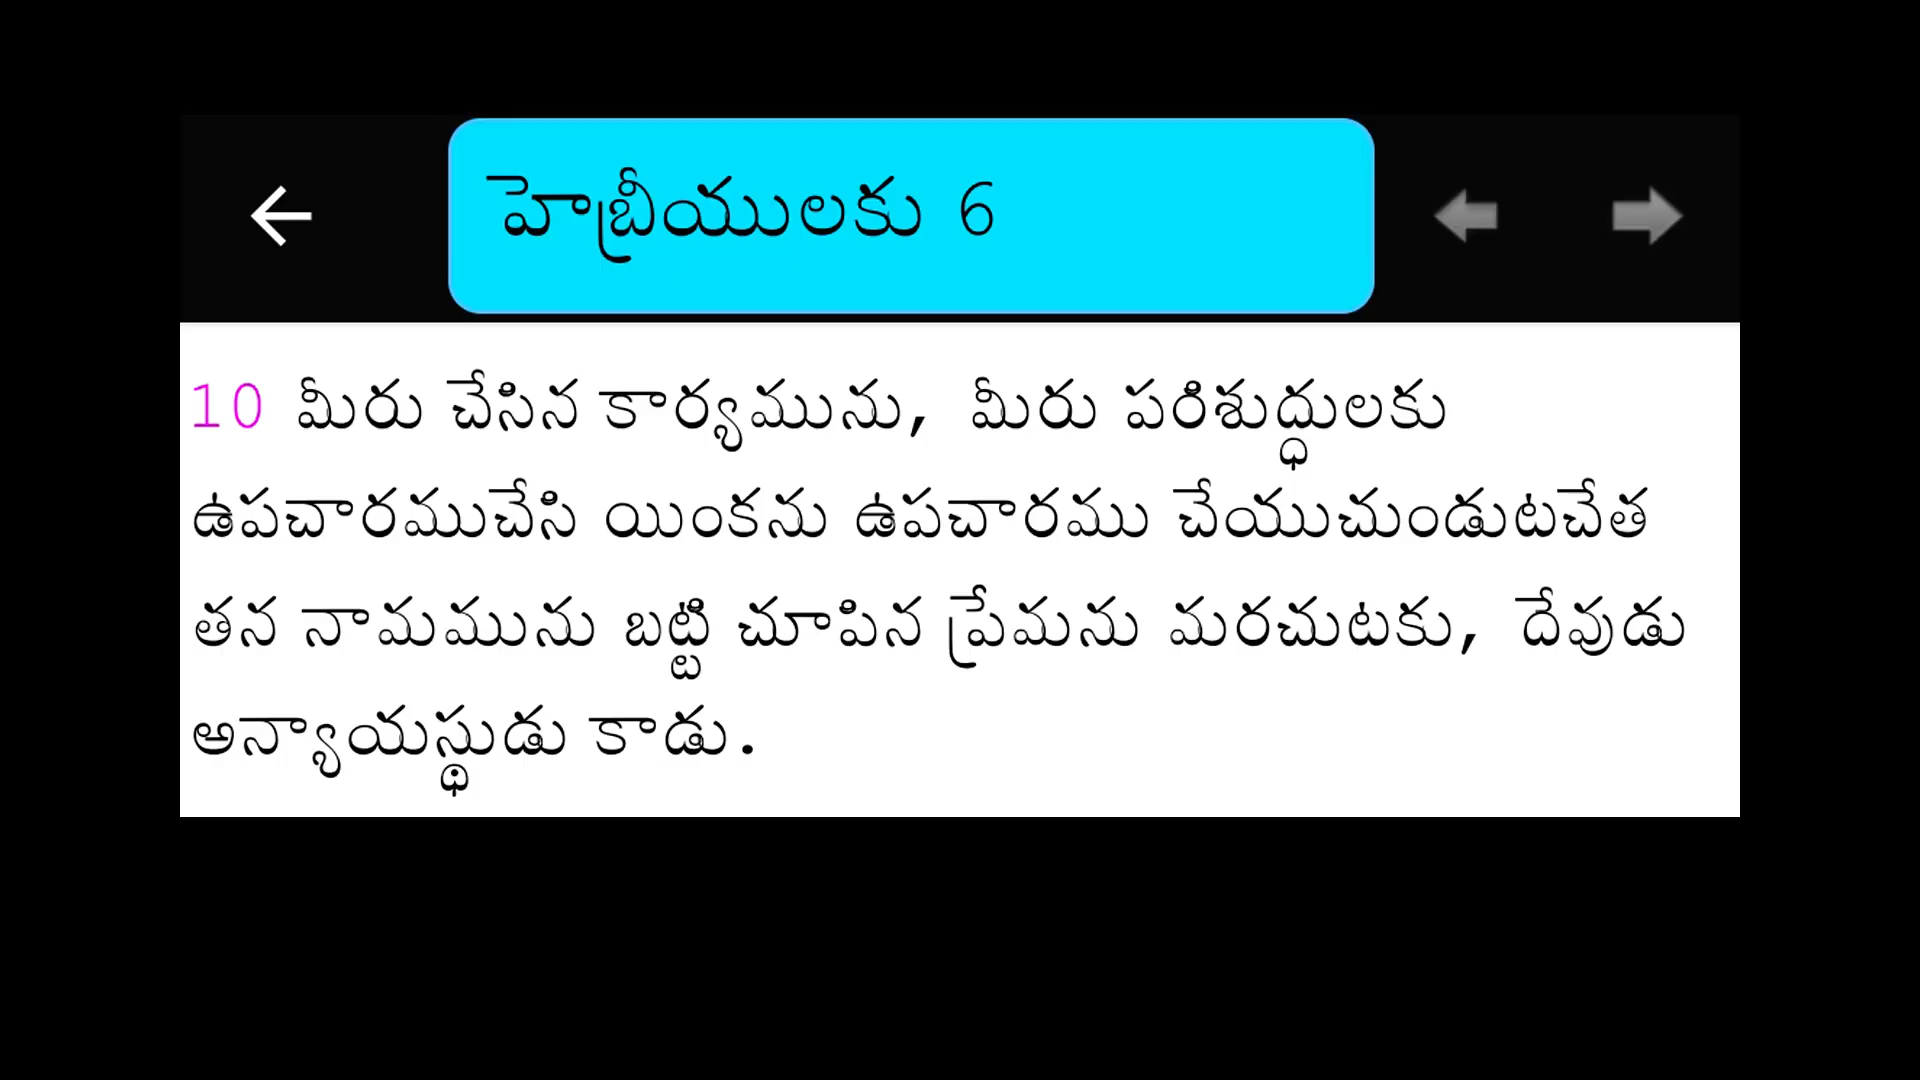 హెబ్రీయులకు 6
10 మీరు చేసిన కార్యమును, మీరు పరిశుద్ధులకు
ఉపచారముచేసి యింకను ఉపచారము చేయుచుండుటచేత
తన నామమును బట్టి చూపిన ప్రేమను మరచుటకు, దేవుడు
అన్యాయస్థుడు కాడు.